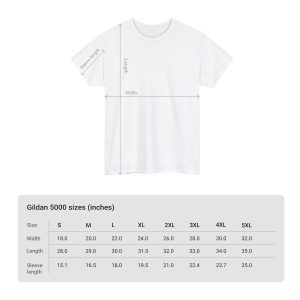 Sleeve length
Length
Width
Gildan 5000 sizes (inches)
Size S M L XL 2XL 3XL 4XL 5XL
Width 18.0 20.0 22.0 24.0 26.0 28.0 30.0 32.0
Length 28.0 29.0 30.0 31.0 32.0 33.0 34.0 35.0
Sleeve
length 15.1 16.5 18.0 19.5 21.0 22.4 23.7 25.0